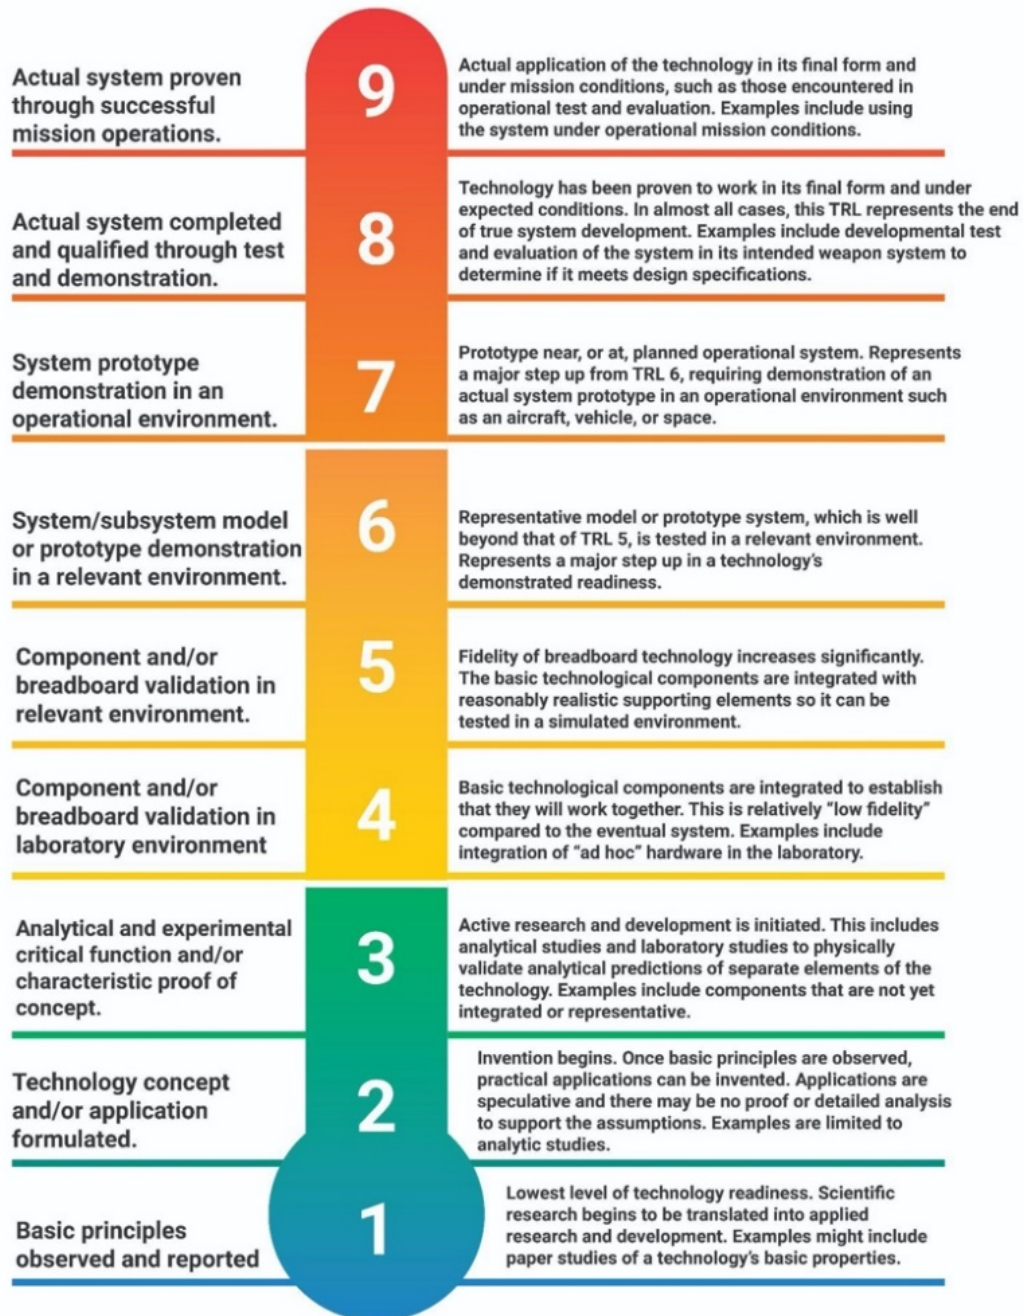 Actual system proven
through successful
mission operations.
9
Actual application of the technology in its final form and
under mission conditions, such as those encountered in
operational test and evaluation. Examples include using
the system under operational mission conditions.
Actual system completed
and qualified through test
and demonstration.
8
Technology has been proven to work in its final form and under
expected conditions. In almost all cases, this TRL represents the end
of true system development. Examples include developmental test
and evaluation of the system in its intended weapon system to
determine if it meets design specifications.
System prototype
demonstration in an
operational environment.
7
Prototype near, or at, planned operational system. Represents
a major step up from TRL 6, requiring demonstration of an
actual system prototype in an operational environment such
as an aircraft, vehicle, or space.
System/subsystem model
or prototype demonstration
in a relevant environment.
6
Representative model or prototype system, which is well
beyond that of TRL 5, is tested in a relevant environment.
Represents a major step up in a technology's
demonstrated readiness.
Component and/or
breadboard validation in
relevant environment.
5
Fidelity of breadboard technology increases significantly.
The basic technological components are integrated with
reasonably realistic supporting elements so it can be
tested in a simulated environment.
Component and/or
breadboard validation in
laboratory environment
4
Basic technological components are integrated to establish
that they will work together. This is relatively “low fidelity”
compared to the eventual system. Examples include
integration of “ad hoc” hardware in the laboratory.
Analytical and experimental
critical function and/or
characteristic proof of
concept.
3
Active research and development is initiated. This includes
analytical studies and laboratory studies to physically
validate analytical predictions of separate elements of the
technology. Examples include components that are not yet
integrated or representative.
Technology concept
and/or application
formulated.
2
Invention begins. Once basic principles are observed,
practical applications can be invented. Applications are
speculative and there may be no proof or detailed analysis
to support the assumptions. Examples are limited to
analytic studies.
Basic principles
observed and reported
1
Lowest level of technology readiness. Scientific
research begins to be translated into applied
research and development. Examples might include
paper studies of a technology's basic properties.